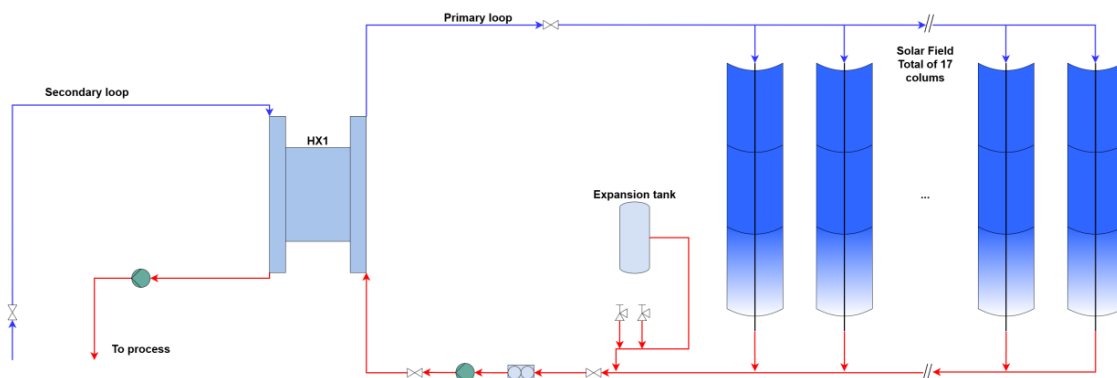 Primary loop
Solar Field
Total of 17
colums
Secondary loop
HX1
Expansion tank
...
To process